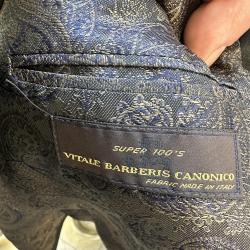 SUPER 100'S
VITALE BARBERIS CANONICO
FABRIC MADE IN ITALY